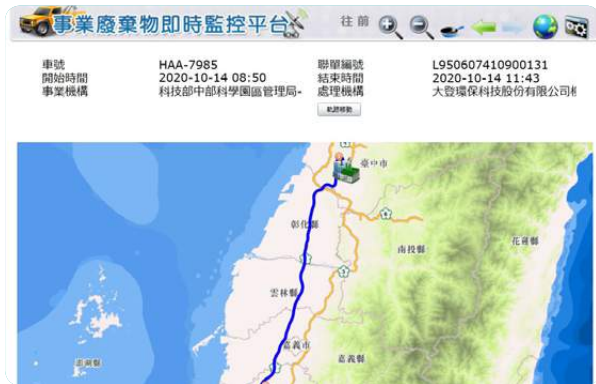 事業廢棄物即時監控平台 往前
車號 HAA-7985 聯單編號 L950607410900131
開始時間 2020-10-14 08:50 結束時間 2020-10-14 11:43
事業機構 科技部中部科學園區管理局- 處理機構 大登環保科技股份有限公司
軌跡移動
臺中市
彰化縣
南投縣
花蓮縣
雲林縣
嘉義市
嘉義縣
澎湖縣